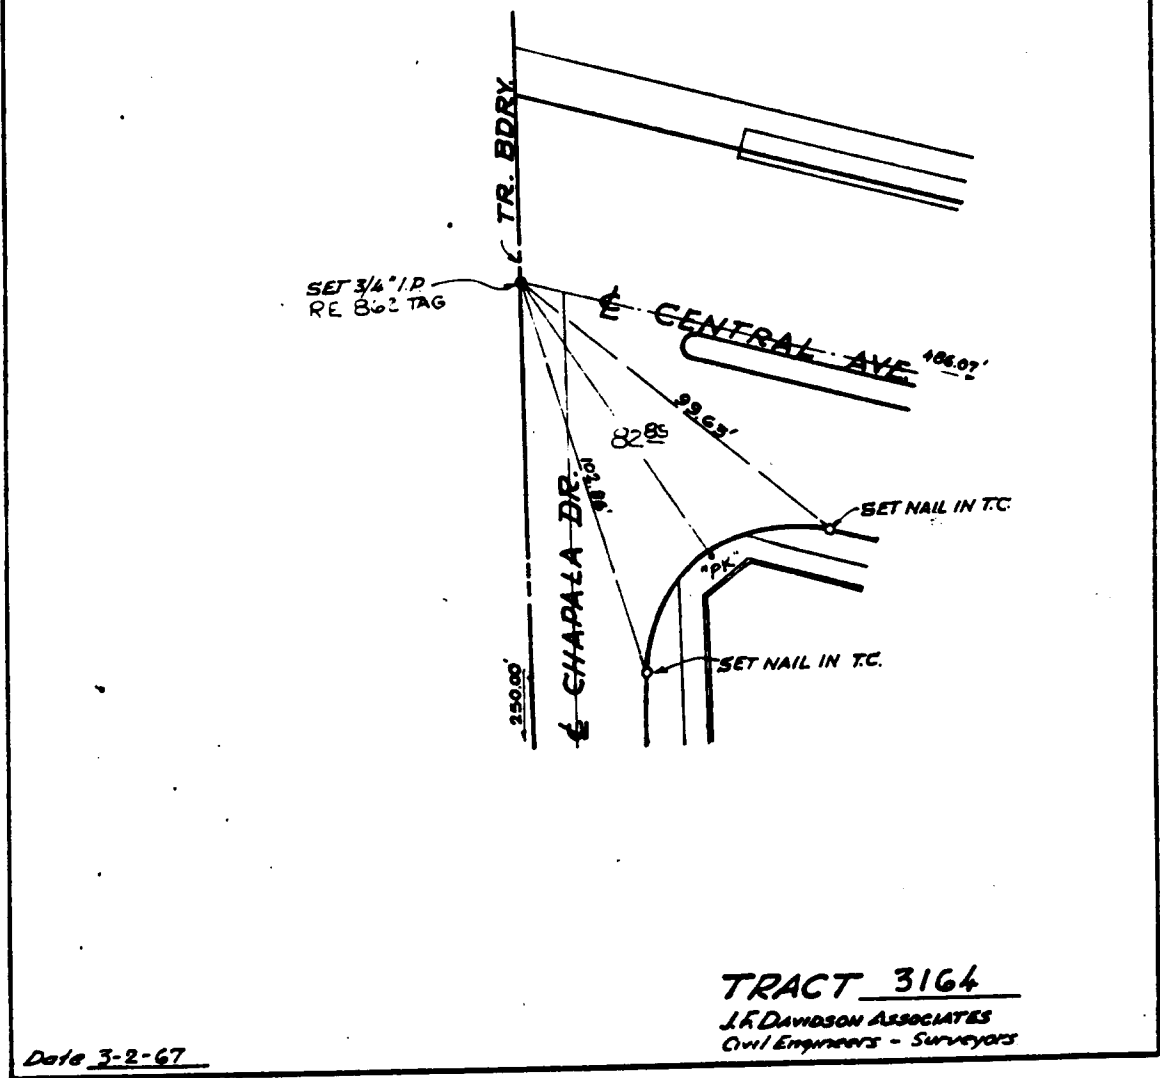 TR. BDRY.
SET 3/4" I.P.
RE 862 TAG
℄ CENTRAL AVE.
486.07'
99.63'
82 85
SET NAIL IN T.C.
"PK"
℄ CHAPALA DR.
SET NAIL IN T.C.
250.00'
TRACT 3164
J.F. DAVIDSON ASSOCIATES
Civil Engineers - Surveyors
Date 3-2-67